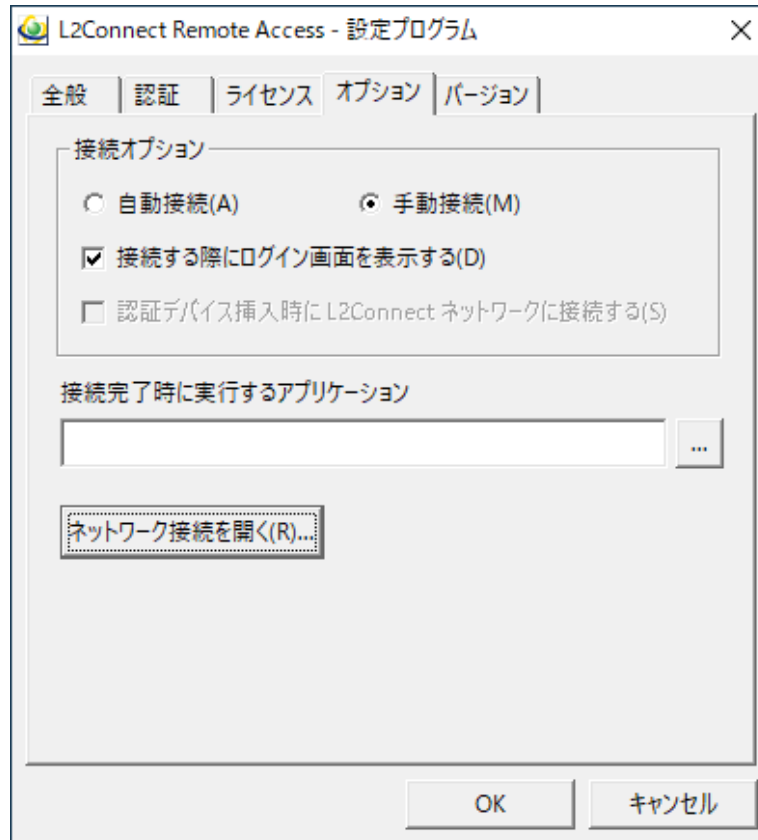 L2Connect Remote Access - 設定プログラム
全般 認証 ライセンス オプション バージョン
接続オプション
自動接続(A) 手動接続(M)
接続する際にログイン画面を表示する(D)
認証デバイス挿入時に L2Connect ネットワークに接続する(S)
接続完了時に実行するアプリケーション
...
ネットワーク接続を開く(R)...
OK キャンセル